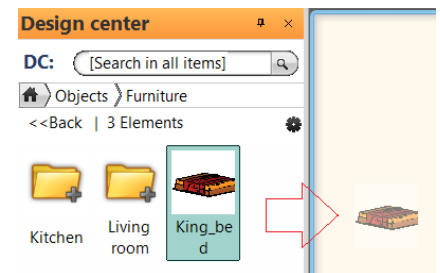 Design center
DC: [Search in all items]
Objects Furniture
<<Back | 3 Elements
Kitchen
Living
room
King_be
d